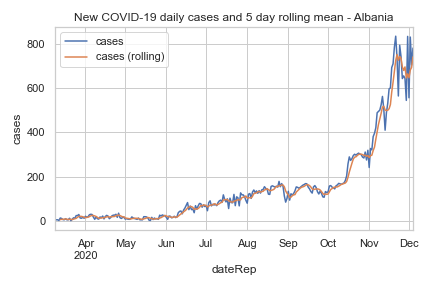 New COVID-19 daily cases and 5 day rolling mean - Albania
cases
cases (rolling)
800
600
400
200
0
cases
Apr May Jun Jul Aug Sep Oct Nov Dec
2020
dateRep